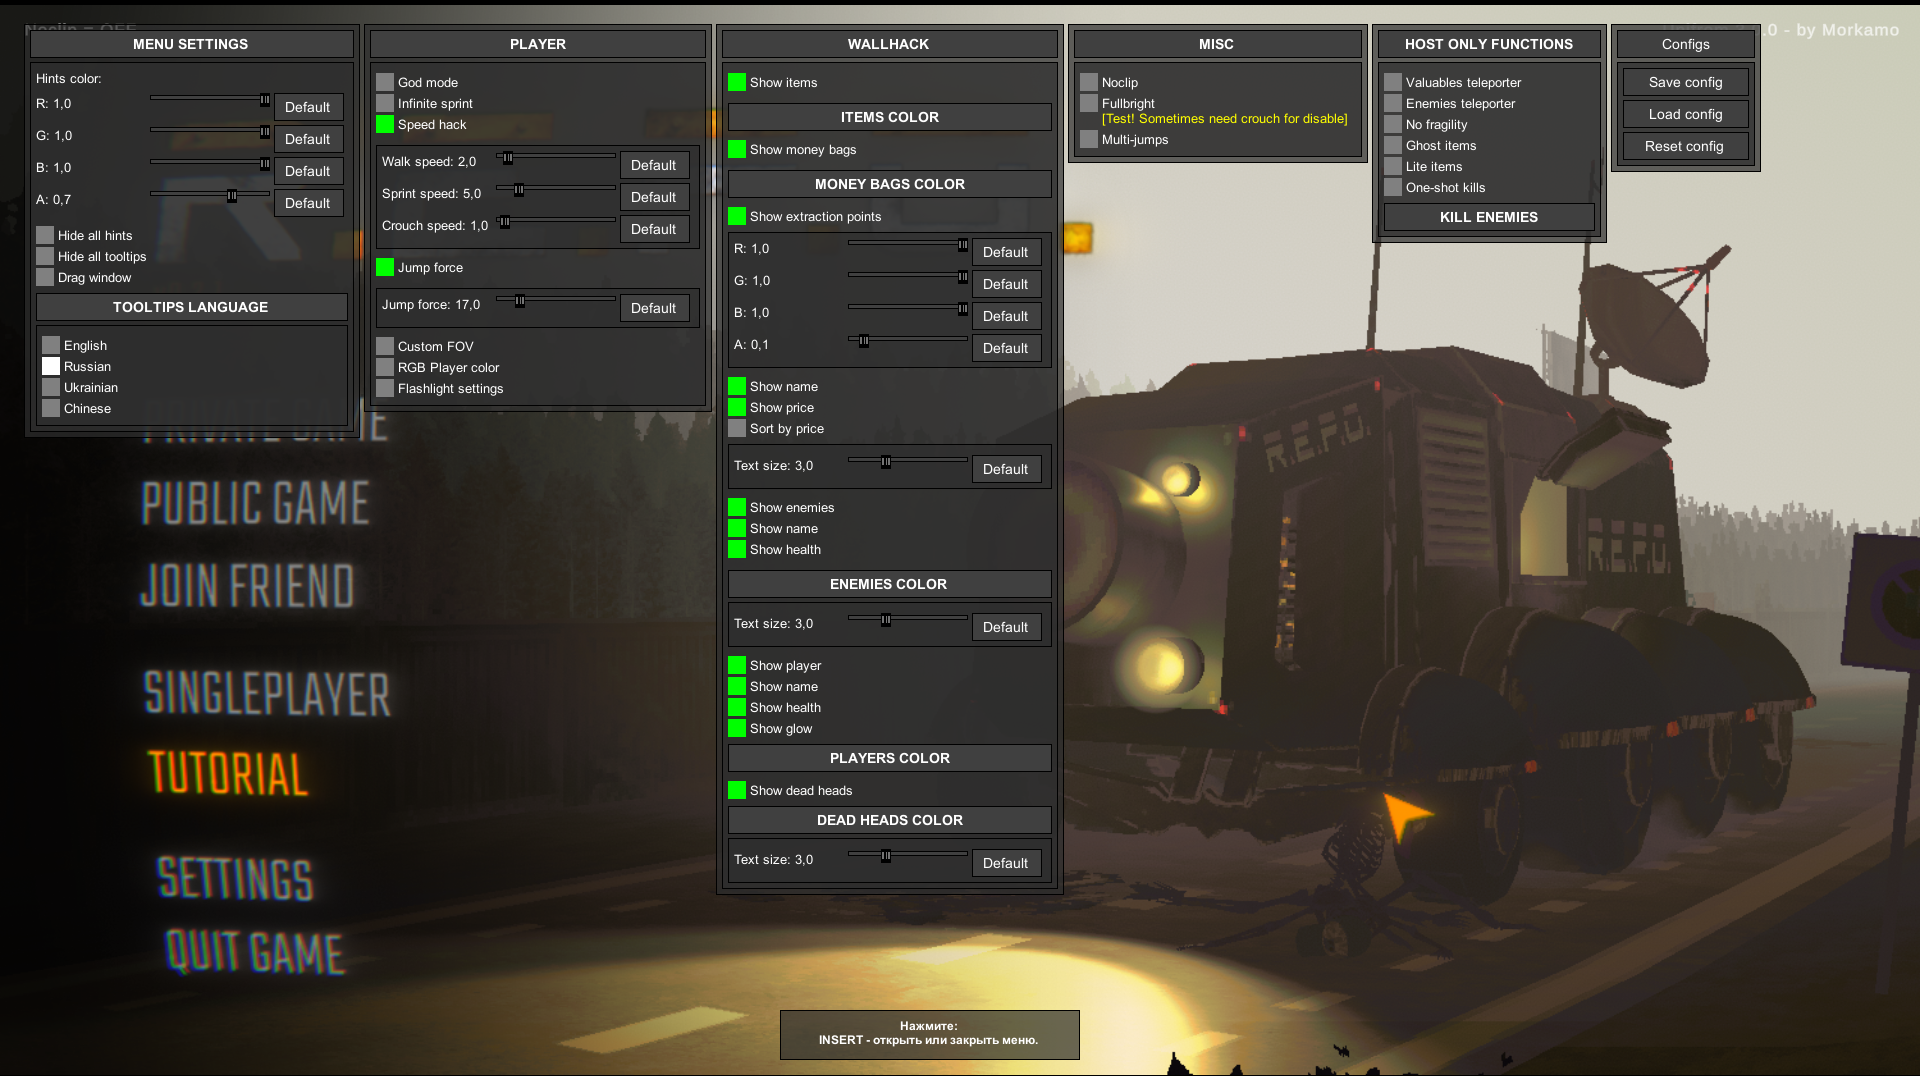 MENU SETTINGS
Hints color:
R: 1,0
Default
G: 1,0
Default
B: 1,0
Default
A: 0,7
Default
Hide all hints
Hide all tooltips
Drag window
TOOLTIPS LANGUAGE
English
Russian
Ukrainian
Chinese
PLAYER
God mode
Infinite sprint
Speed hack
Walk speed: 2,0
Default
Sprint speed: 5,0
Default
Crouch speed: 1,0
Default
Jump force
Jump force: 17,0
Default
Custom FOV
RGB Player color
Flashlight settings
WALLHACK
Show items
ITEMS COLOR
Show money bags
MONEY BAGS COLOR
Show extraction points
R: 1,0
Default
G: 1,0
Default
B: 1,0
Default
A: 0,1
Default
Show name
Show price
Sort by price
Text size: 3,0
Default
Show enemies
Show name
Show health
ENEMIES COLOR
Text size: 3,0
Default
Show player
Show name
Show health
Show glow
PLAYERS COLOR
Show dead heads
DEAD HEADS COLOR
Text size: 3,0
Default
MISC
Noclip
Fullbright
[Test! Sometimes need crouch for disable]
Multi-jumps
HOST ONLY FUNCTIONS
Valuables teleporter
Enemies teleporter
No fragility
Ghost items
Lite items
One-shot kills
KILL ENEMIES
Configs
Save config
Load config
Reset config
.0 - by Morkamo
Noclip = OFF
PRIVATE GAME
PUBLIC GAME
JOIN FRIEND
SINGLEPLAYER
TUTORIAL
SETTINGS
QUIT GAME
R.E.P.O.
R.E.P.O.
Нажмите:
INSERT - открыть или закрыть меню.